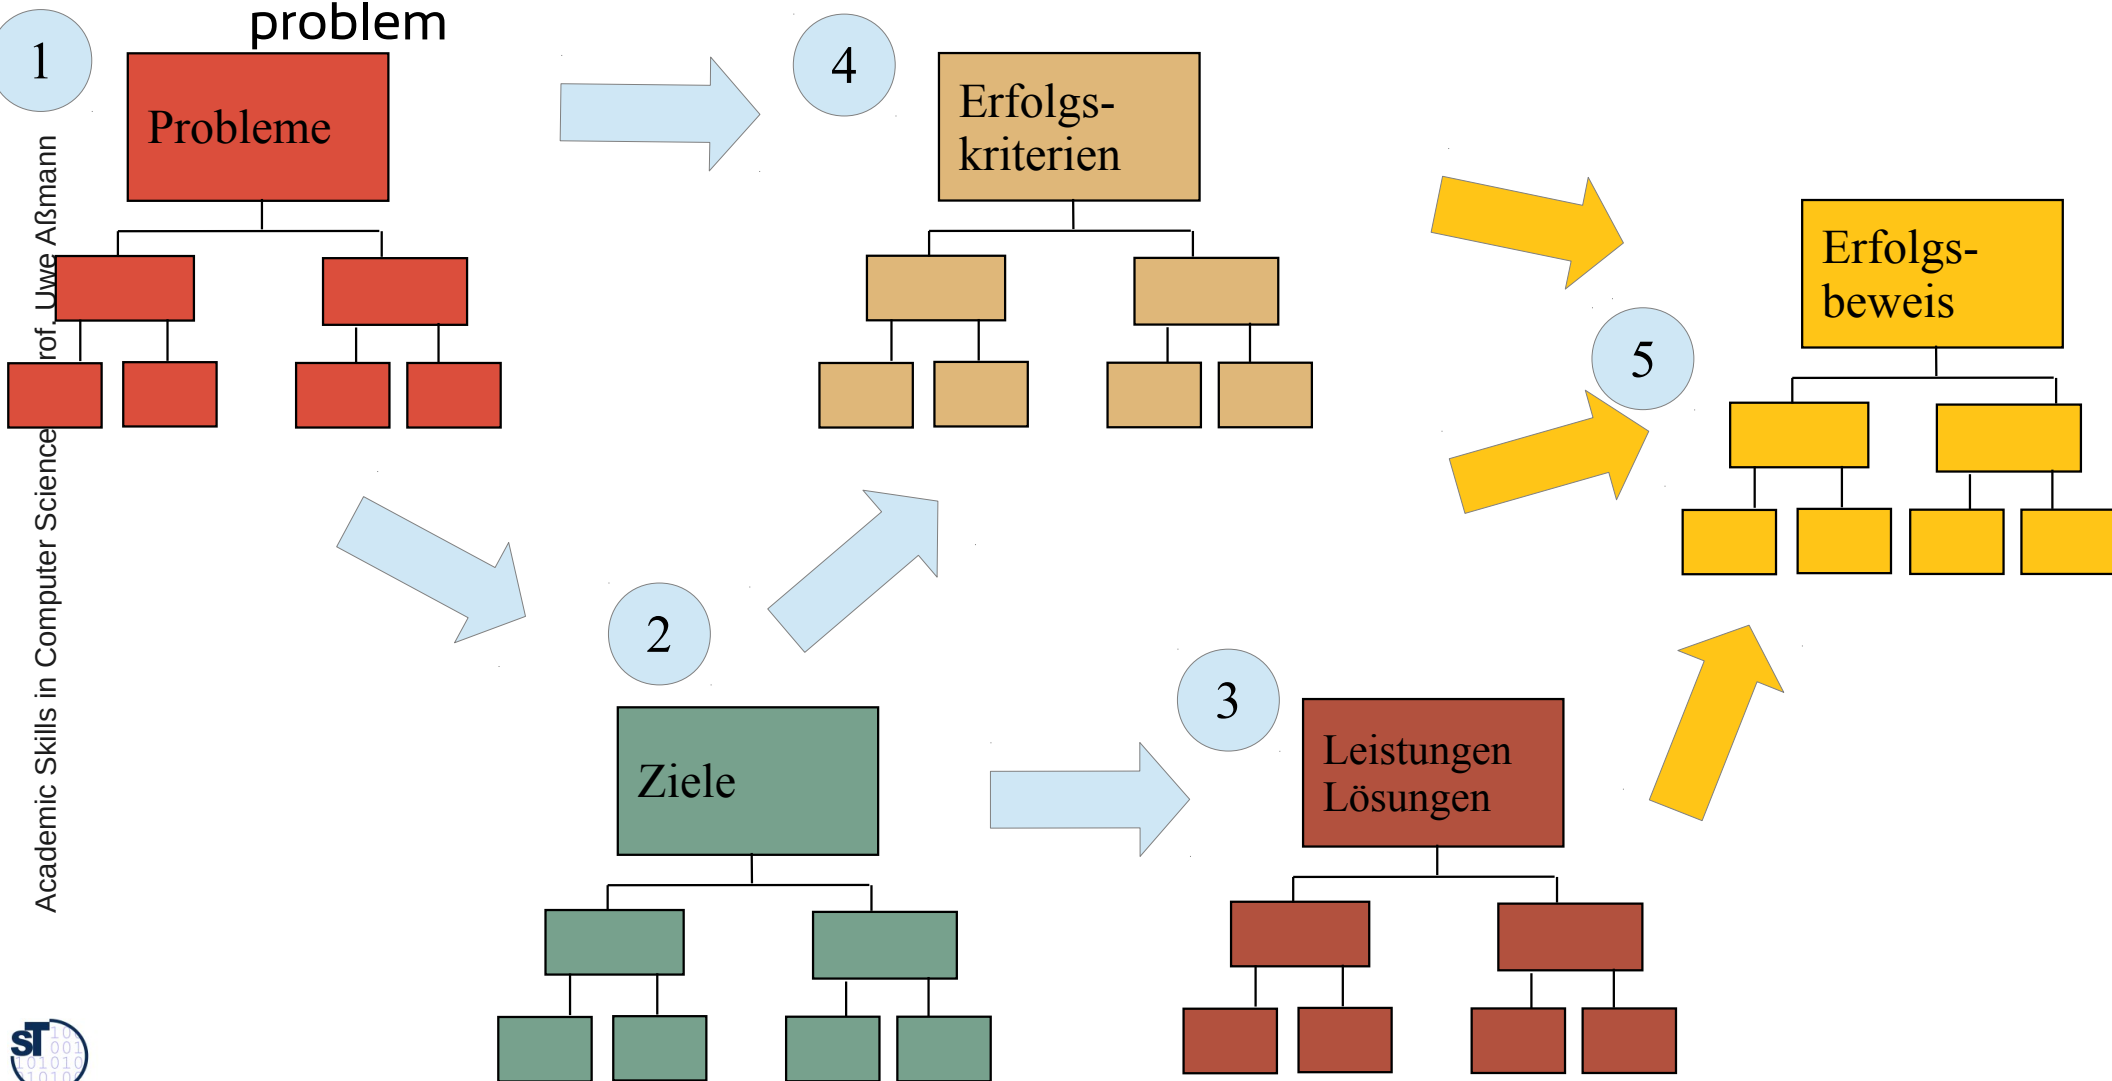 problem
1
Probleme
4
Erfolgs-
kriterien
Erfolgs-
beweis
5
2
Ziele
3
Leistungen
Lösungen
Academic Skills in Computer Science
rof. Uwe Aßmann
sT